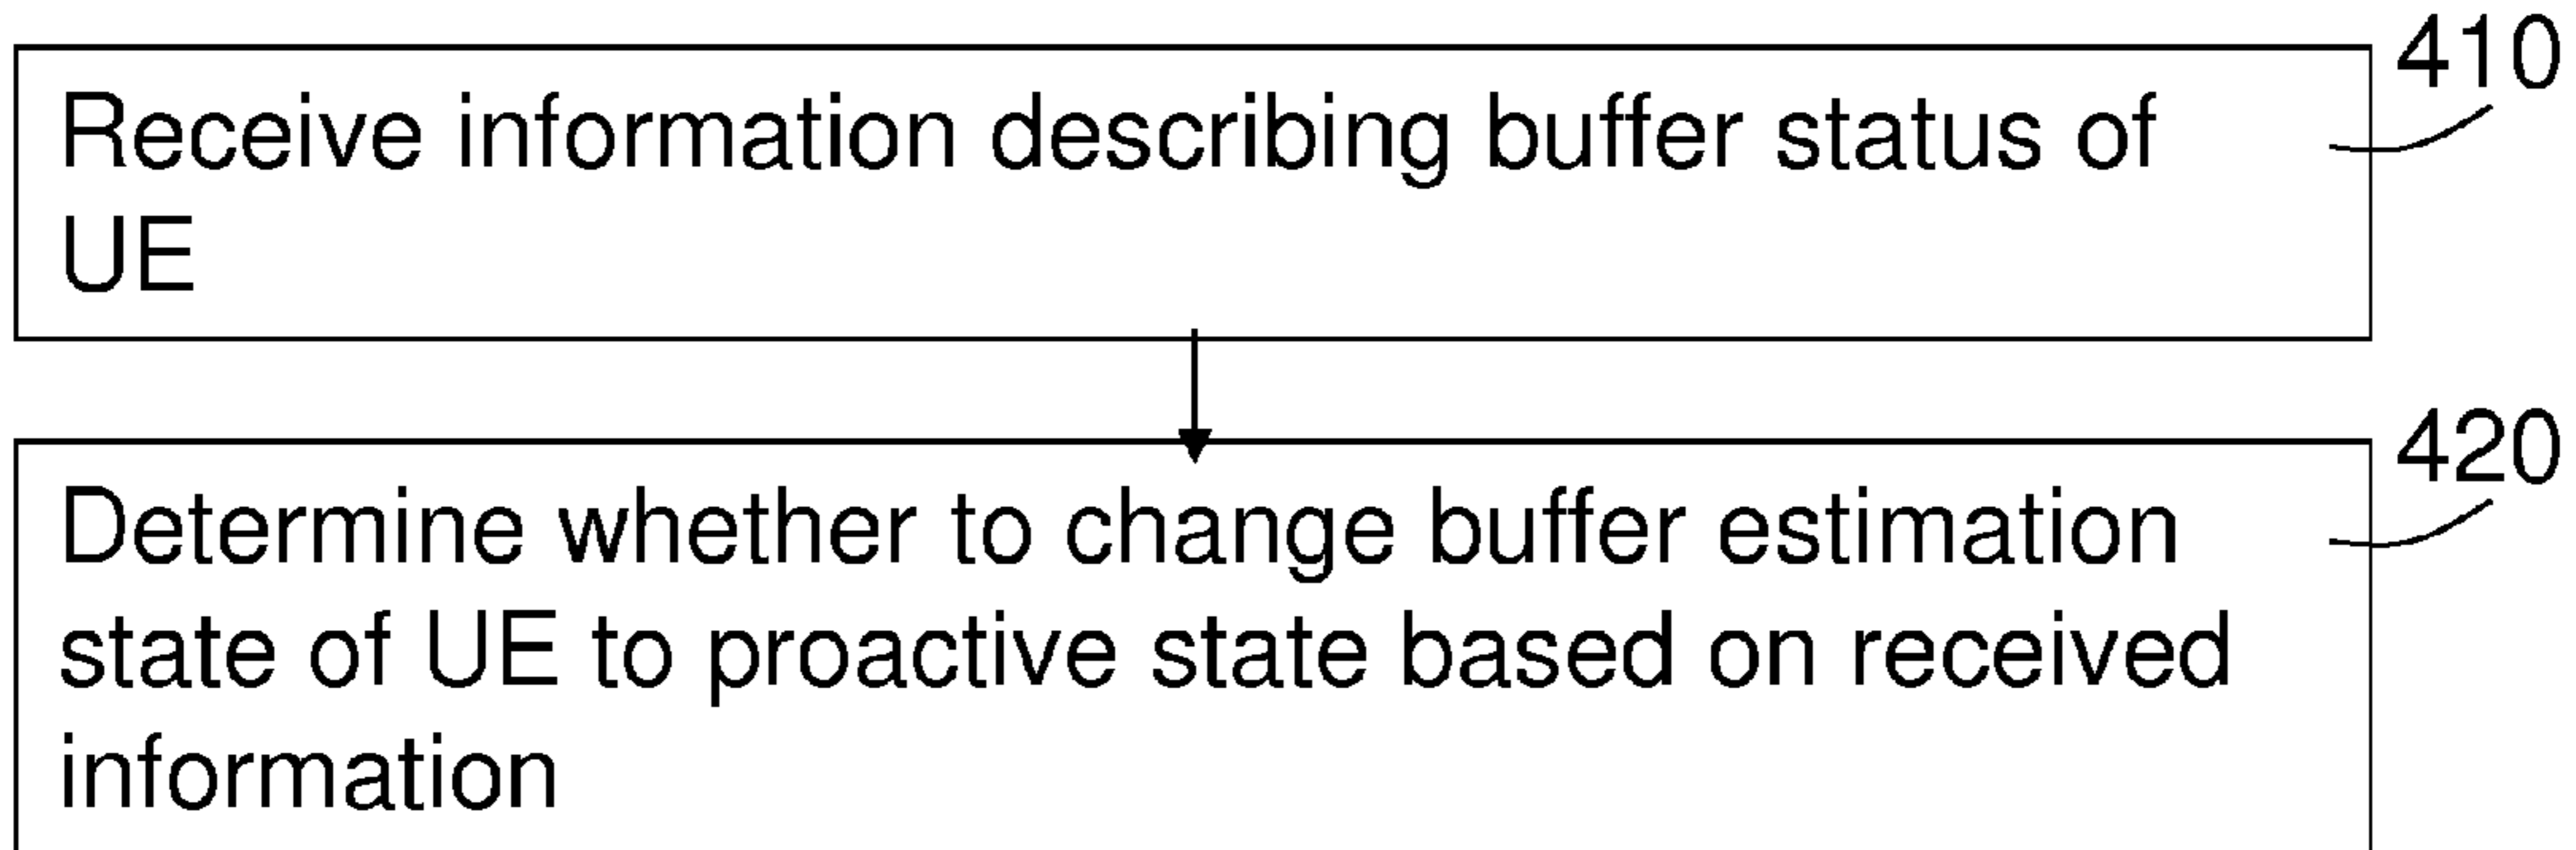 410
Receive information describing buffer status of
UE
420
Determine whether to change buffer estimation
state of UE to proactive state based on received
information